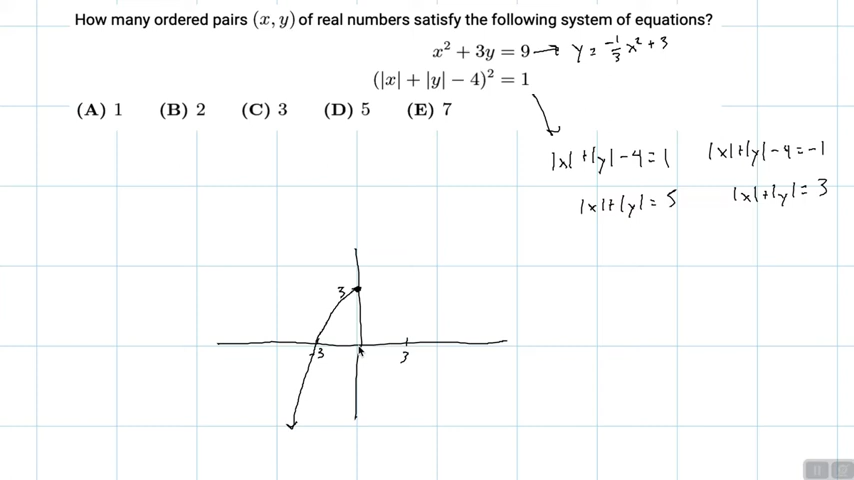 How many ordered pairs (x, y) of real numbers satisfy the following system of equations?
x² + 3y = 9 → y = -1/3 x² + 3
(|x| + |y| − 4)² = 1
(A) 1 (B) 2 (C) 3 (D) 5 (E) 7
|x| + |y| - 4 = 1 |x| + |y| - 4 = -1
|x| + |y| = 5 |x| + |y| = 3
3
-3 3